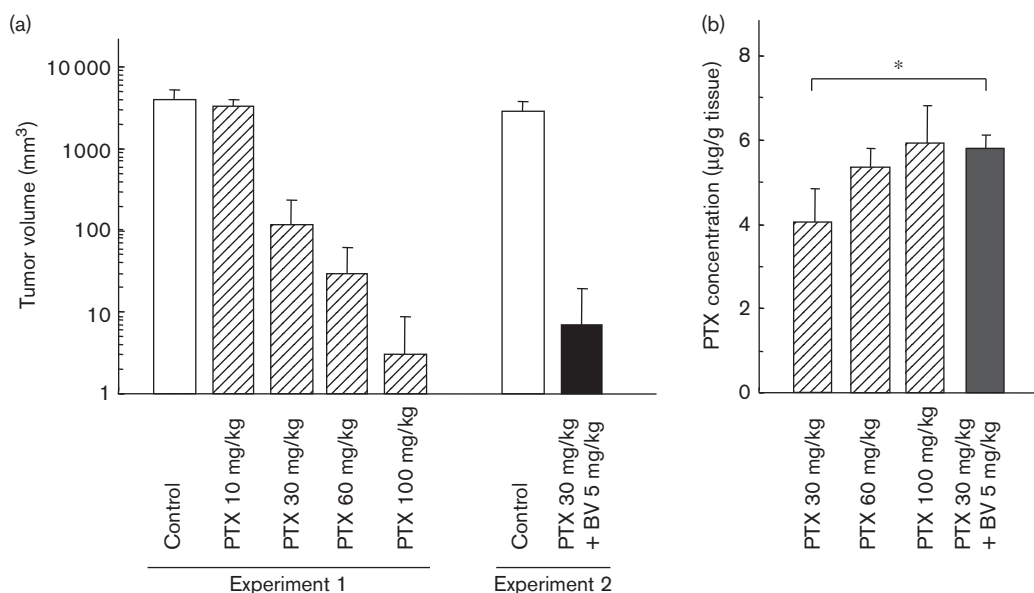 (a)
Tumor volume (mm³)
10 000
1000
100
10
1
Control
PTX 10 mg/kg
PTX 30 mg/kg
PTX 60 mg/kg
PTX 100 mg/kg
Experiment 1
Control
PTX 30 mg/kg
+ BV 5 mg/kg
Experiment 2
(b)
PTX concentration (μg/g tissue)
8
6
4
2
0
*
PTX 30 mg/kg
PTX 60 mg/kg
PTX 100 mg/kg
PTX 30 mg/kg
+ BV 5 mg/kg